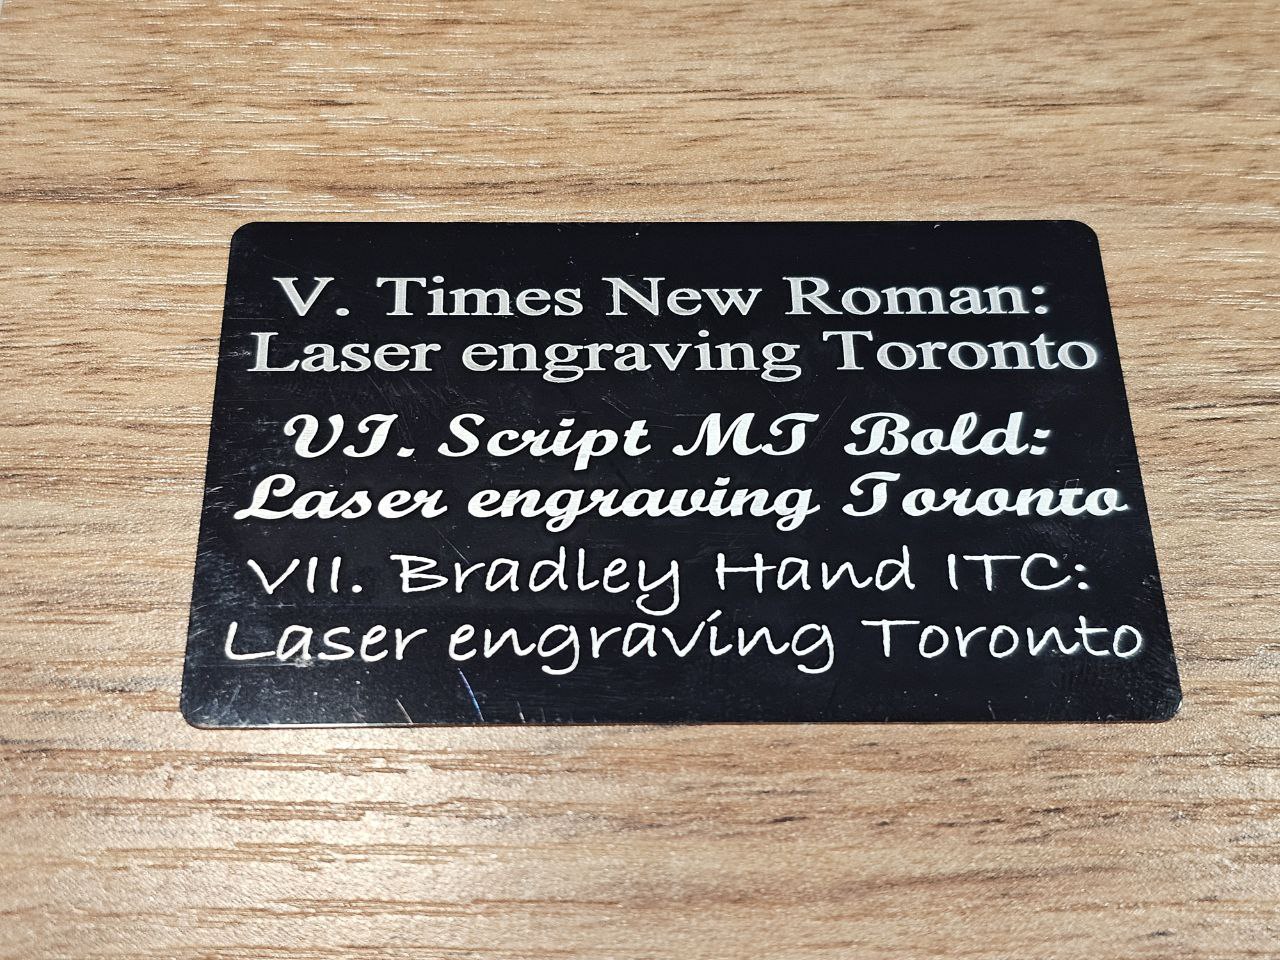 V. Times New Roman:
Laser engraving Toronto
VI. Script MT Bold:
Laser engraving Toronto
VII. Bradley Hand ITC:
Laser engraving Toronto